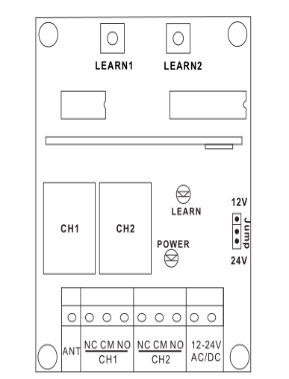 LEARN1 LEARN2
CH1 CH2
LEARN
POWER
12V
Jump
24V
ANT
NC CM NO
CH1
NC CM NO
CH2
12-24V
AC/DC